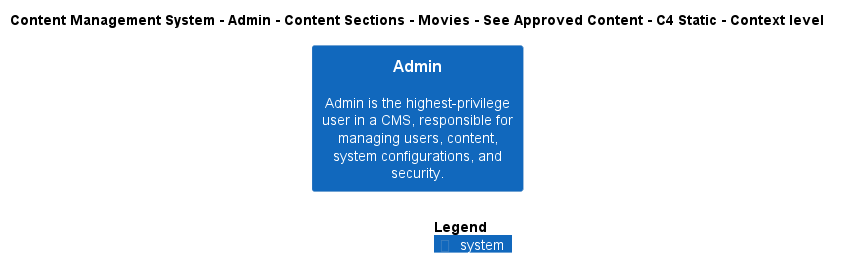 Content Management System - Admin - Content Sections - Movies - See Approved Content - C4 Static - Context level
Admin
Admin is the highest-privilege
user in a CMS, responsible for
managing users, content,
system configurations, and
security.
Legend
system